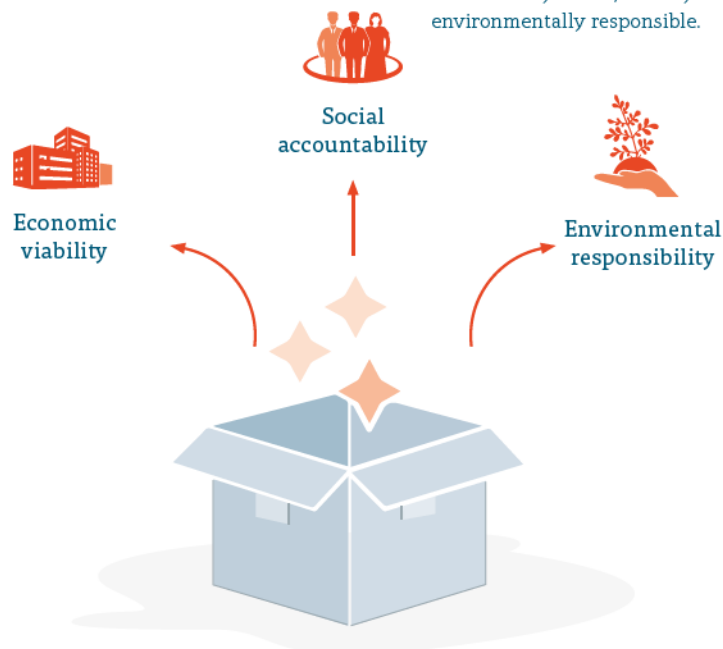 environmentally responsible.
Social
accountability
Economic
viability
Environmental
responsibility